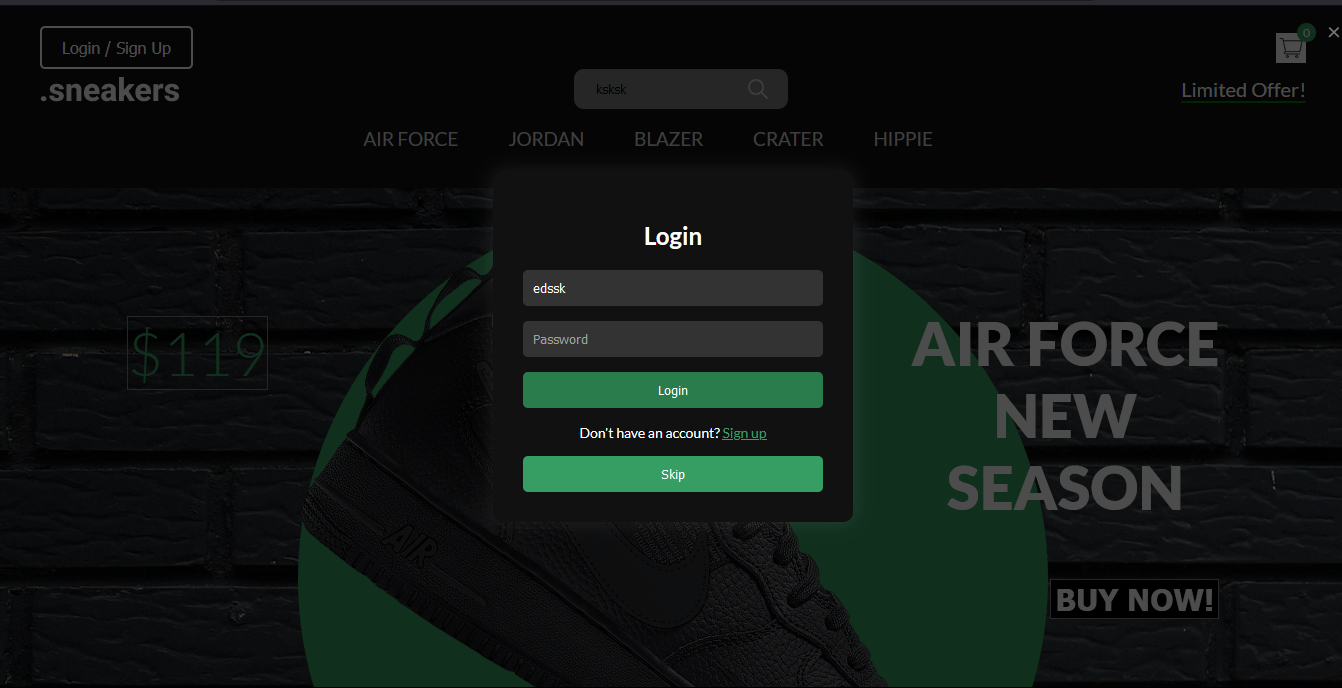 Login / Sign Up
0
.sneakers
ksksk
Limited Offer!
AIR FORCE
JORDAN
BLAZER
CRATER
HIPPIE
Login
edssk
Password
Login
Don't have an account? Sign up
Skip
$119
AIR
AIR FORCE
NEW
SEASON
BUY NOW!